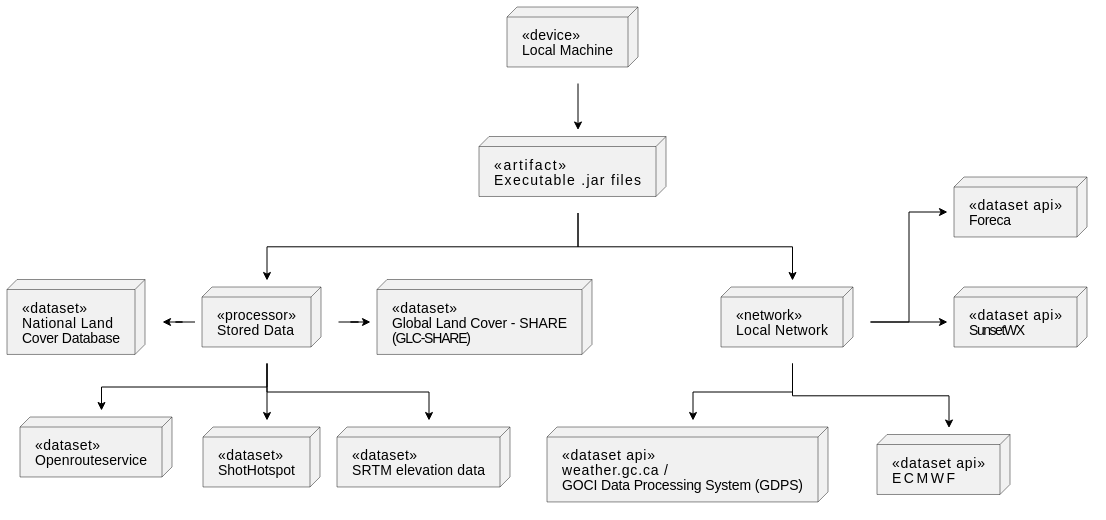 «device»
Local Machine
«artifact»
Executable .jar files
«dataset api»
Foreca
«dataset»
National Land
Cover Database
«processor»
Stored Data
«dataset»
Global Land Cover - SHARE
(GLC-SHARE)
«network»
Local Network
«dataset api»
SunsetWX
«dataset»
Openrouteservice
«dataset»
ShotHotspot
«dataset»
SRTM elevation data
«dataset api»
weather.gc.ca /
GOCI Data Processing System (GDPS)
«dataset api»
ECMWF